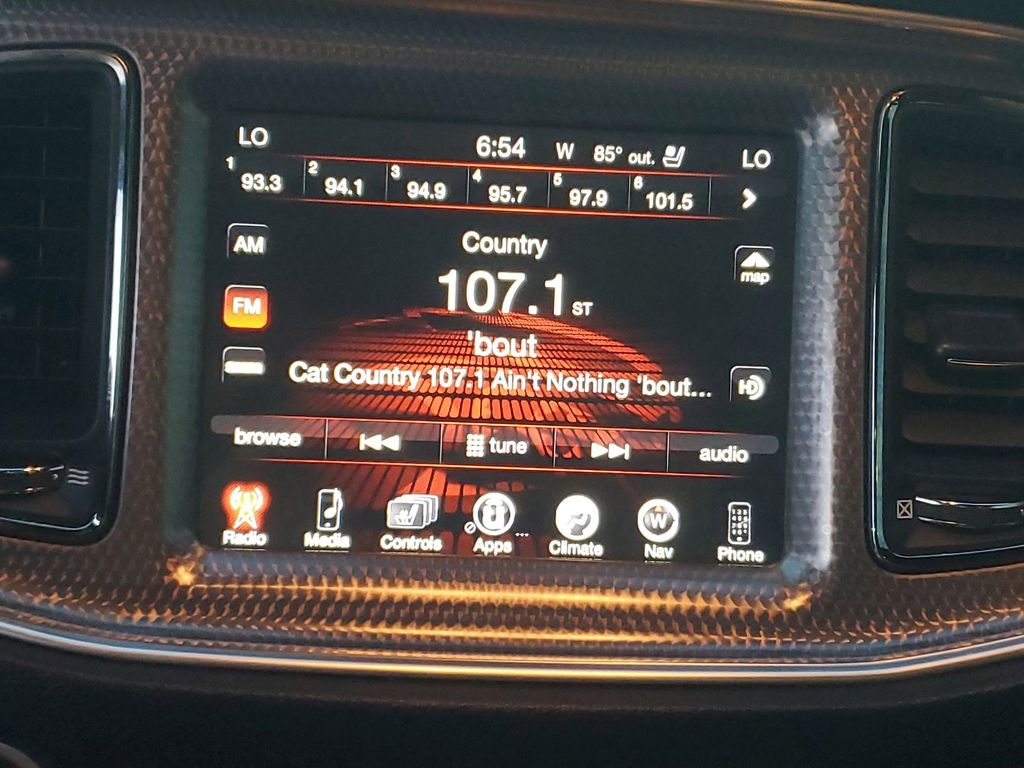 LO 6:54 W 85° out. LO
1 93.3 2 94.1 3 94.9 4 95.7 5 97.9 6 101.5
AM
Country
map
107.1 ST
FM
'bout
Cat Country 107.1 Ain't Nothing 'bout...
HD
browse tune audio
W
Radio Media Controls Apps ... Climate Nav Phone